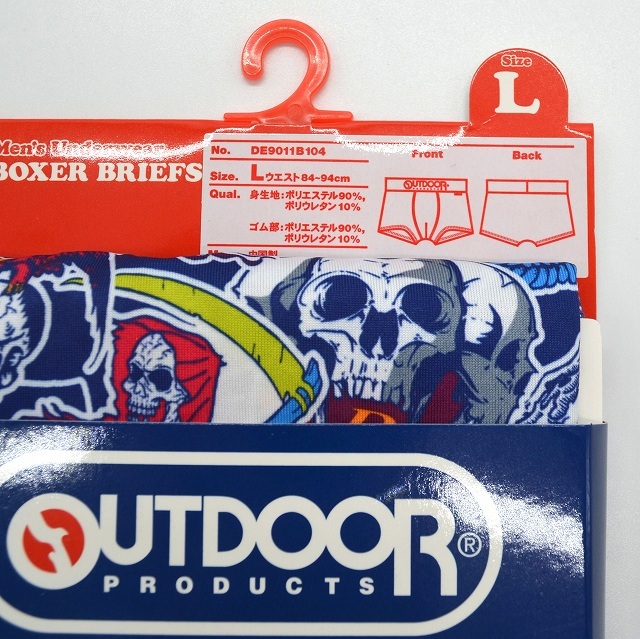 Size
L
Men's Underwear
BOXER BRIEFS
No. DE9011B104
Size. Lウエスト84~94cm
Qual. 身生地:ポリエステル90%,
ポリウレタン10%
ゴム部:ポリエステル90%,
ポリウレタン10%
中国製
Front Back
OUTDOOR
OUTDOOR®
PRODUCTS